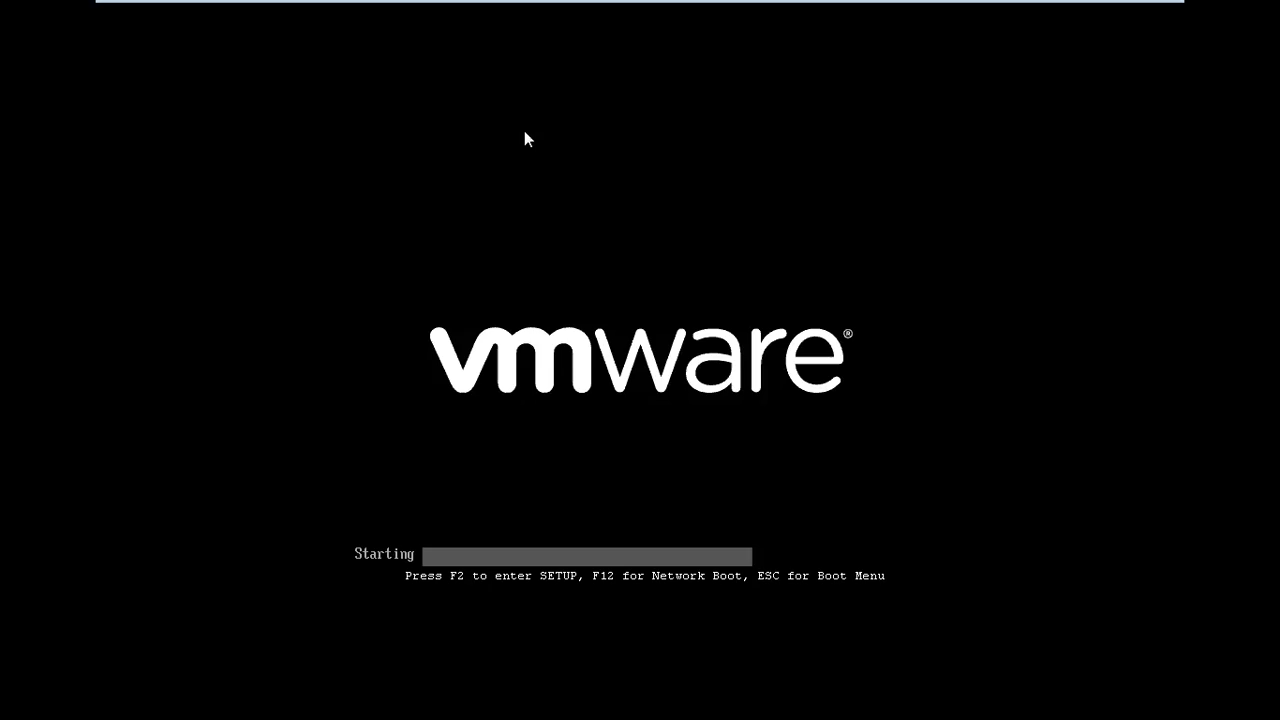 vmware®
Starting
Press F2 to enter SETUP, F12 for Network Boot, ESC for Boot Menu